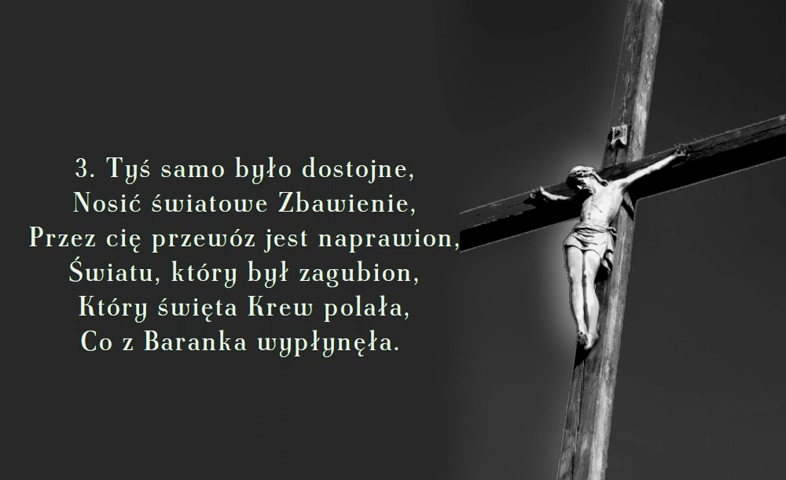 3. Tyś samo było dostojne,
Nosić światowe Zbawienie,
Przez cię przewóz jest naprawion,
Światu, który był zagubion,
Który święta Krew polała,
Co z Baranka wypłynęła.